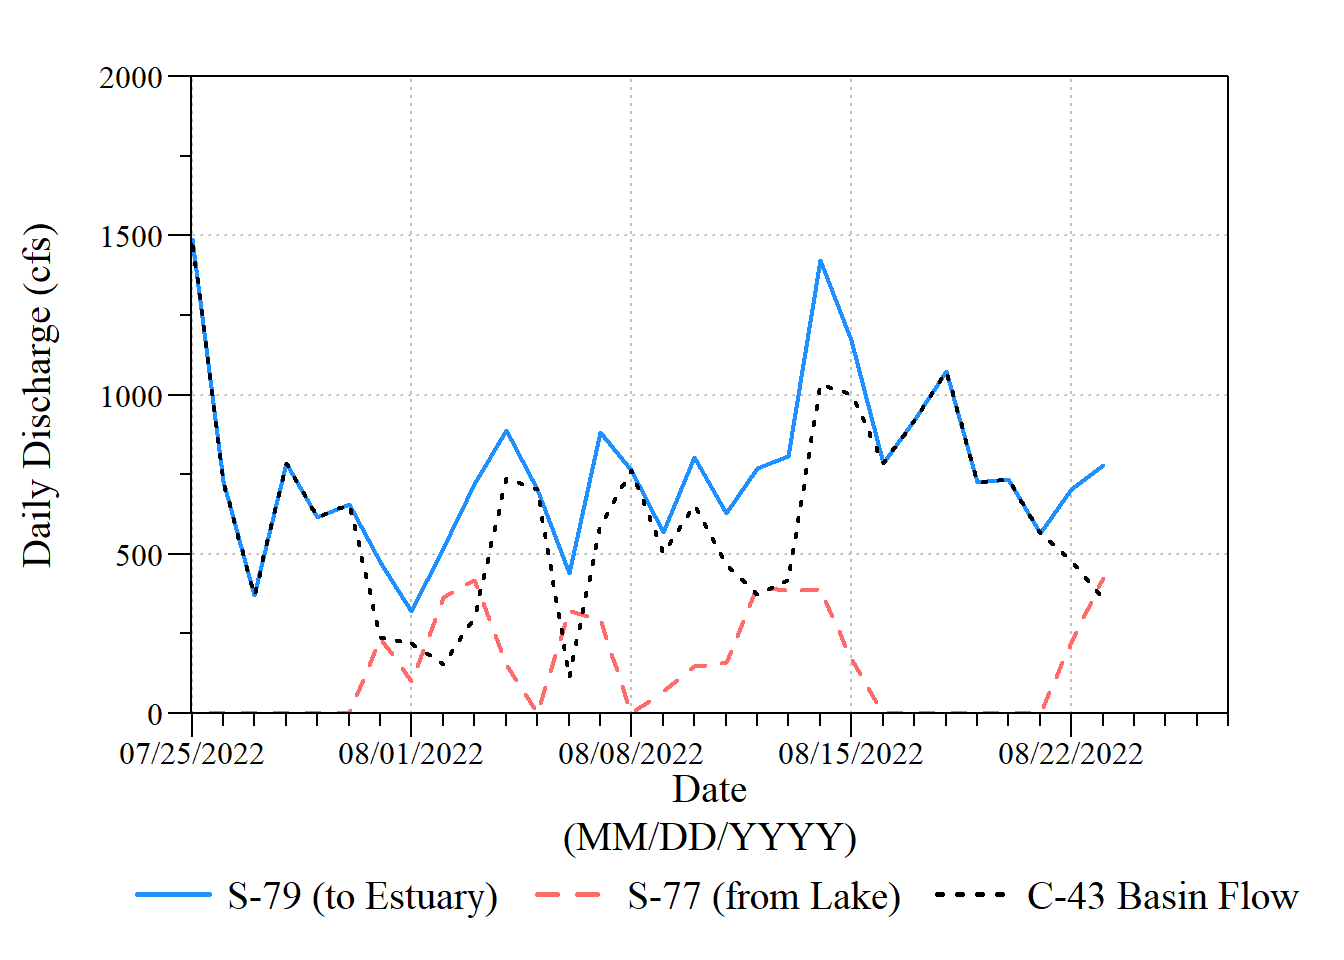 2000
1500
1000
500
0
Daily Discharge (cfs)
07/25/2022 08/01/2022 08/08/2022 08/15/2022 08/22/2022
Date
(MM/DD/YYYY)
S-79 (to Estuary) S-77 (from Lake) C-43 Basin Flow